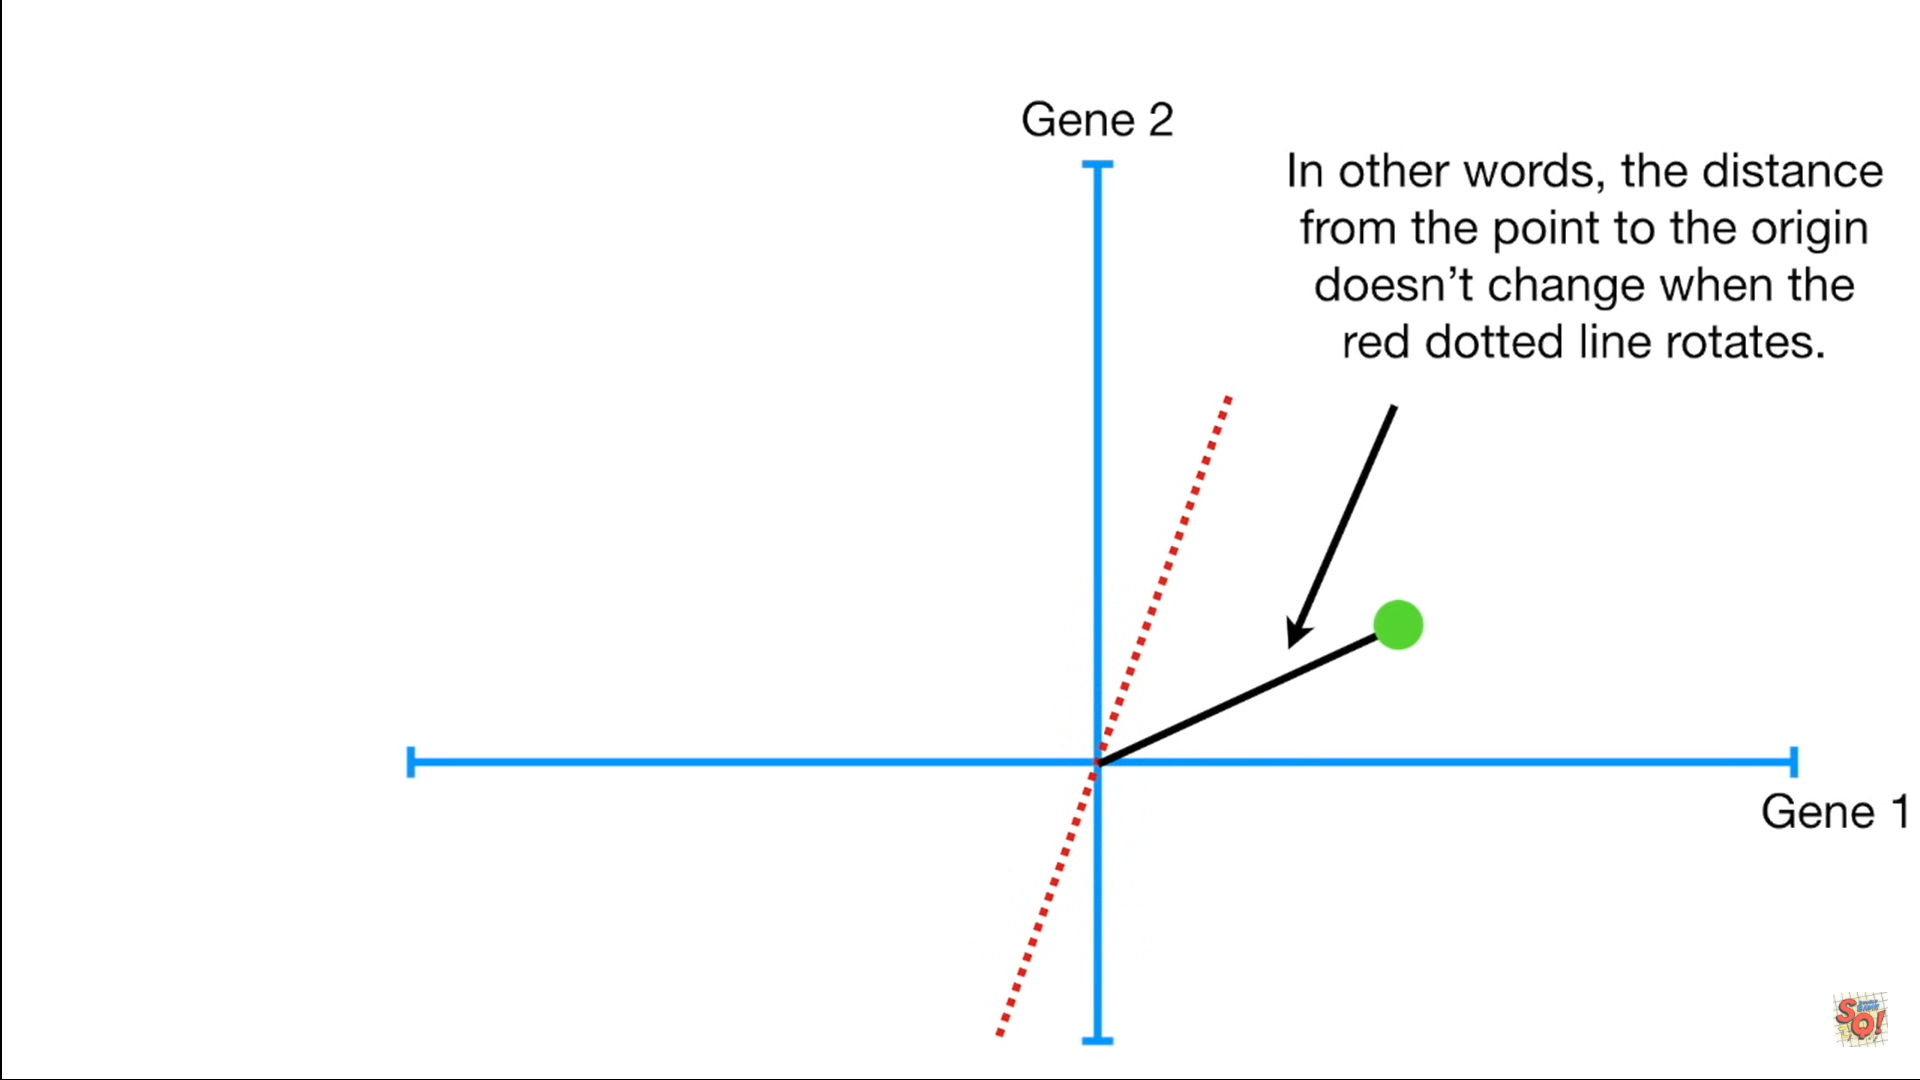 Gene 2
In other words, the distance
from the point to the origin
doesn't change when the
red dotted line rotates.
Gene 1
SQ!